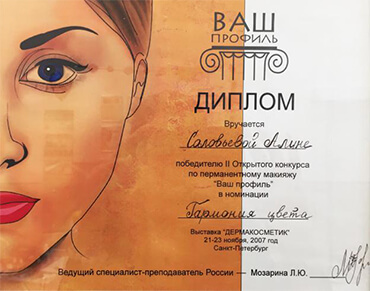 ВАШ
ПРОФИЛЬ
ДИПЛОМ
Вручается
Соловьевой Алине
победителю II Открытого конкурса
по перманентному макияжу
"Ваш профиль"
в номинации
Гармония цвета
Выставка "ДЕРМАКОСМЕТИК"
21-23 ноября, 2007 год
Санкт-Петербург
Ведущий специалист-преподаватель России — Мозарина Л.Ю.